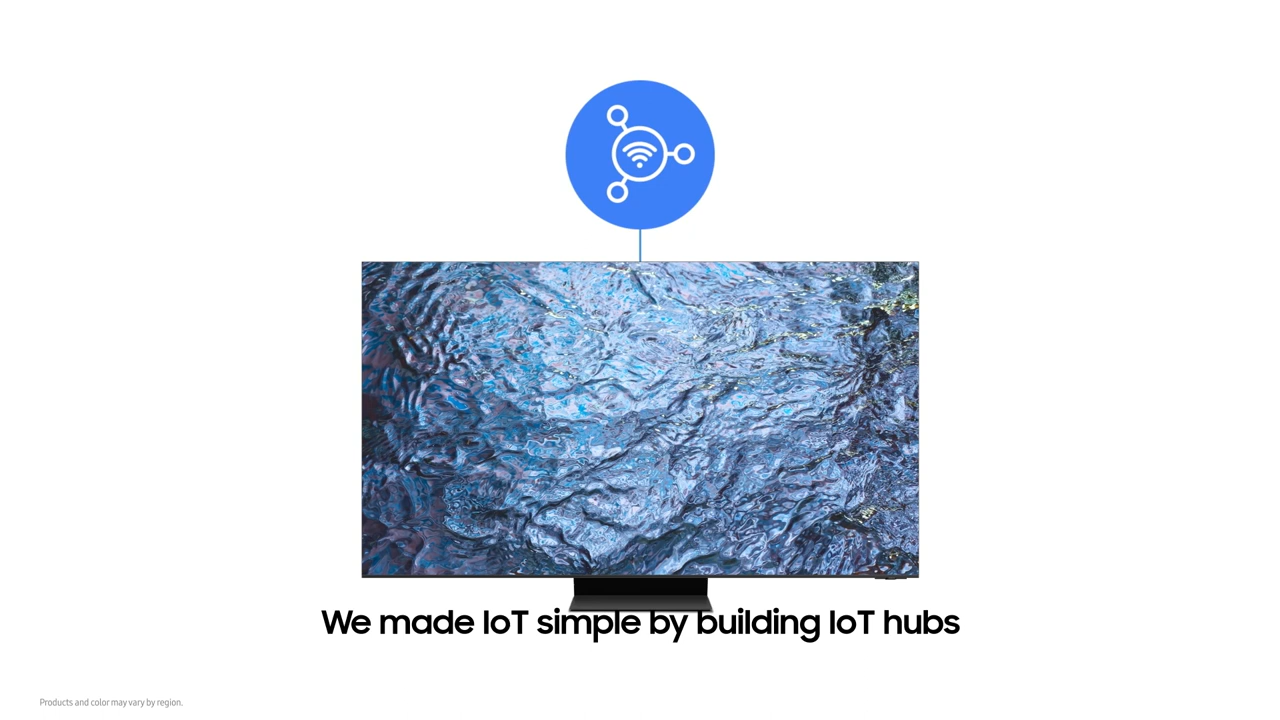 We made IoT simple by building IoT hubs
Products and color may vary by region.